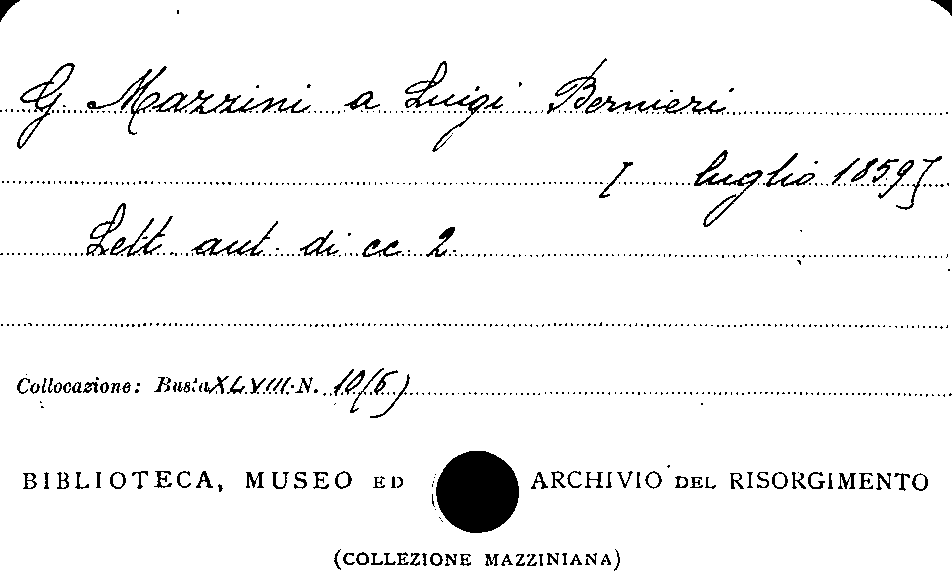 G. Mazzini a Luigi Bernieri
[ luglio 1859]
Lett. aut. di cc. 2.
Collocazione: Busta XLVIII. N. 10(6)
BIBLIOTECA, MUSEO ED ARCHIVIO DEL RISORGIMENTO
(COLLEZIONE MAZZINIANA)